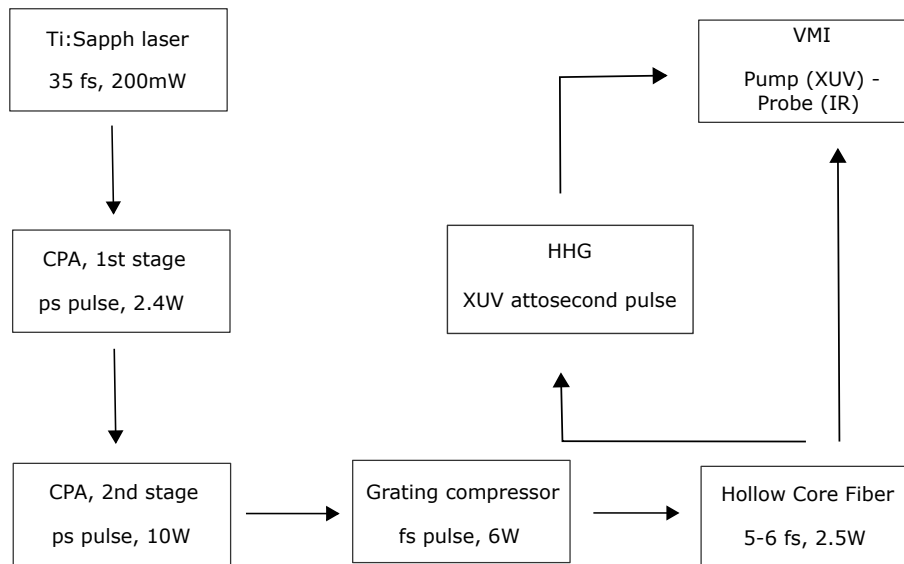 Ti:Sapph laser
35 fs, 200mW
VMI
Pump (XUV) -
Probe (IR)
CPA, 1st stage
ps pulse, 2.4W
HHG
XUV attosecond pulse
CPA, 2nd stage
ps pulse, 10W
Grating compressor
fs pulse, 6W
Hollow Core Fiber
5-6 fs, 2.5W